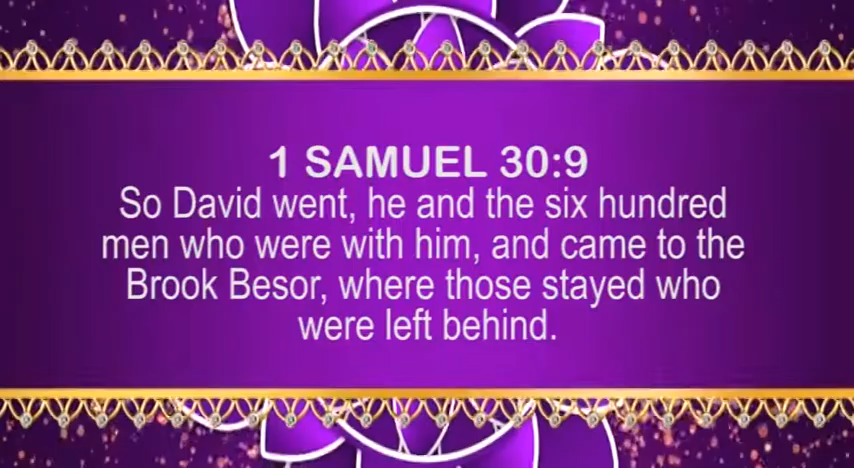 1 SAMUEL 30:9
So David went, he and the six hundred
men who were with him, and came to the
Brook Besor, where those stayed who
were left behind.